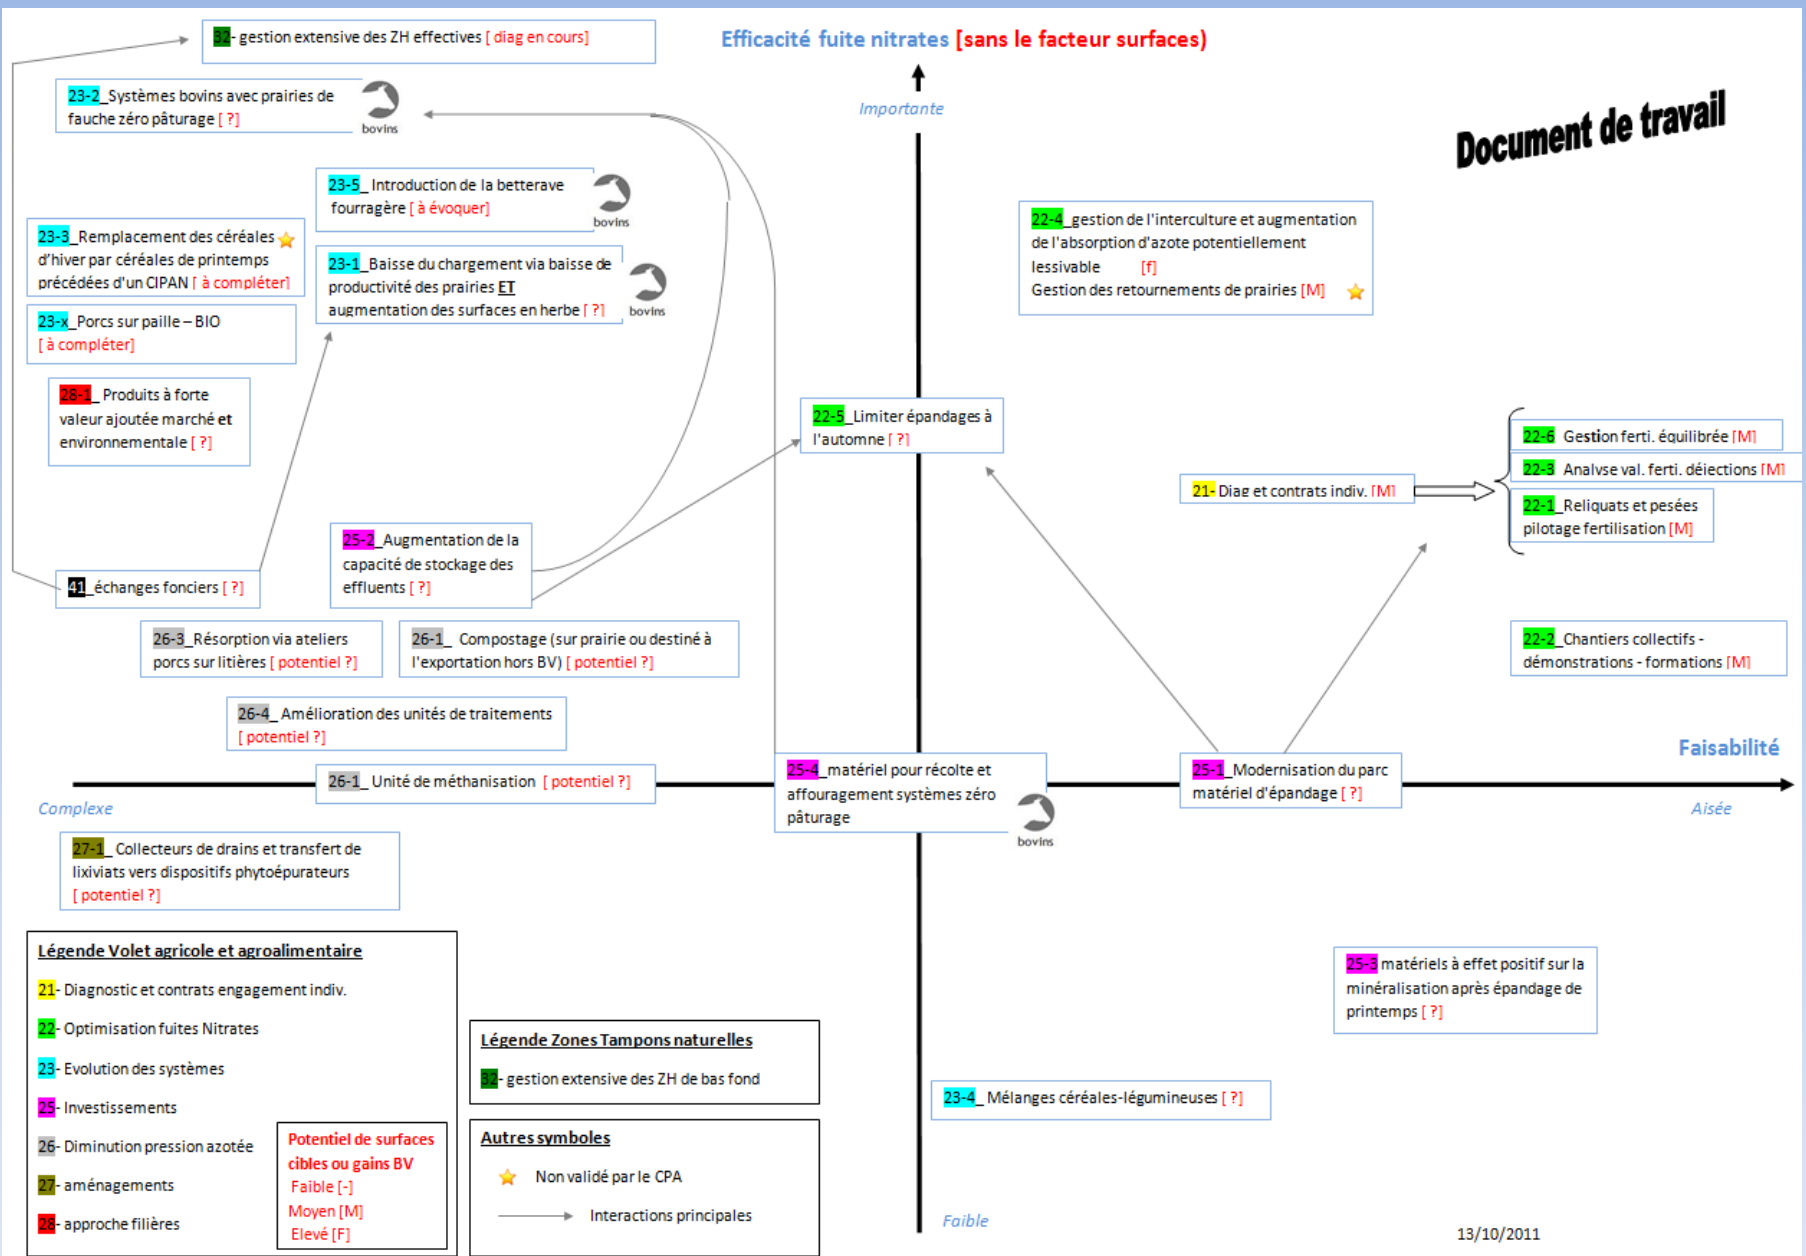 32- gestion extensive des ZH effectives [ diag en cours]
Efficacité fuite nitrates [sans le facteur surfaces)
Importante
Document de travail
23-2_Systèmes bovins avec prairies de
fauche zéro pâturage [ ?]
bovins
23-5_ Introduction de la betterave
fourragère [ à évoquer]
bovins
22-4_gestion de l'interculture et augmentation
de l'absorption d'azote potentiellement
lessivable [f]
Gestion des retournements de prairies [M]
23-3_Remplacement des céréales
d'hiver par céréales de printemps
précédées d'un CIPAN [ à compléter]
23-1_Baisse du chargement via baisse de
productivité des prairies ET
augmentation des surfaces en herbe [ ?]
bovins
23-x_Porcs sur paille – BIO
[ à compléter]
28-1_ Produits à forte
valeur ajoutée marché et
environnementale [ ?]
22-5_Limiter épandages à
l'automne [ ?]
22-6 Gestion ferti. équilibrée [M]
22-3 Analyse val. ferti. déjections [M]
21- Diag et contrats indiv. [M]
22-1_Reliquats et pesées
pilotage fertilisation [M]
25-2_Augmentation de la
capacité de stockage des
effluents [ ?]
41_échanges fonciers [ ?]
26-3_Résorption via ateliers
porcs sur litières [ potentiel ?]
26-1_ Compostage (sur prairie ou destiné à
l'exportation hors BV) [ potentiel ?]
22-2_Chantiers collectifs -
démonstrations - formations [M]
26-4_ Amélioration des unités de traitements
[ potentiel ?]
Faisabilité
26-1_ Unité de méthanisation [ potentiel ?]
25-4_matériel pour récolte et
affouragement systèmes zéro
pâturage
bovins
25-1_Modernisation du parc
matériel d'épandage [ ?]
Complexe
Aisée
27-1_ Collecteurs de drains et transfert de
lixiviats vers dispositifs phytoépurateurs
[ potentiel ?]
25-3 matériels à effet positif sur la
minéralisation après épandage de
printemps [ ?]
23-4_ Mélanges céréales-légumineuses [ ?]
Légende Volet agricole et agroalimentaire
21- Diagnostic et contrats engagement indiv.
22- Optimisation fuites Nitrates
23- Evolution des systèmes
25- Investissements
26- Diminution pression azotée
27- aménagements
28- approche filières
Potentiel de surfaces
cibles ou gains BV
Faible [-]
Moyen [M]
Elevé [F]
Légende Zones Tampons naturelles
32- gestion extensive des ZH de bas fond
Autres symboles
Non validé par le CPA
Interactions principales
Faible
13/10/2011